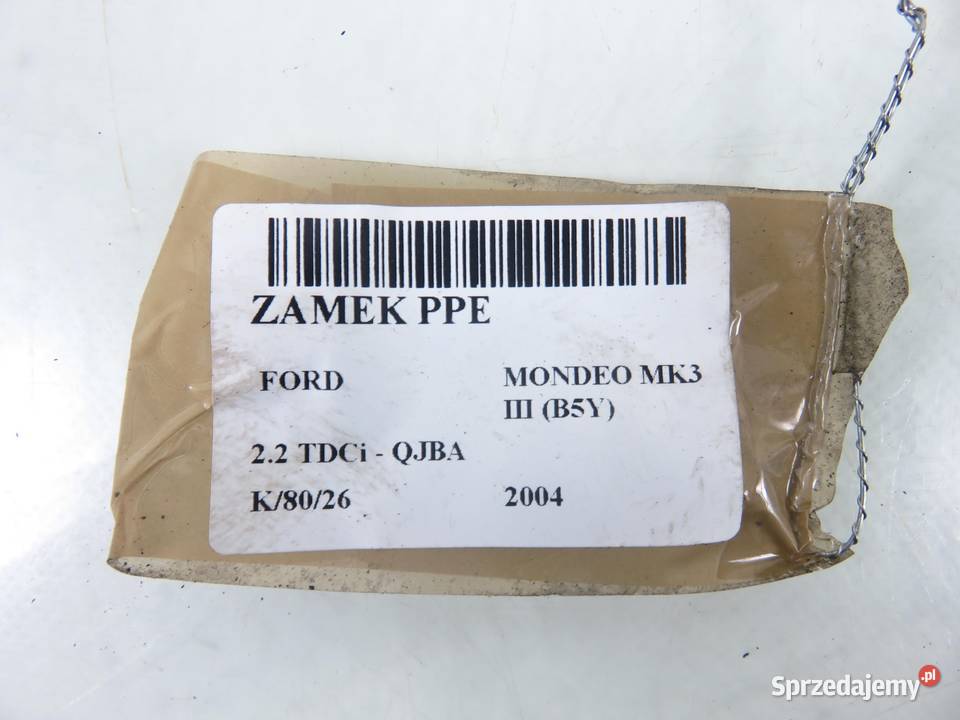 ZAMEK PPE
FORD
MONDEO MK3
III (B5Y)
2.2 TDCi - QJBA
K/80/26
2004
Sprzedajemy.pl